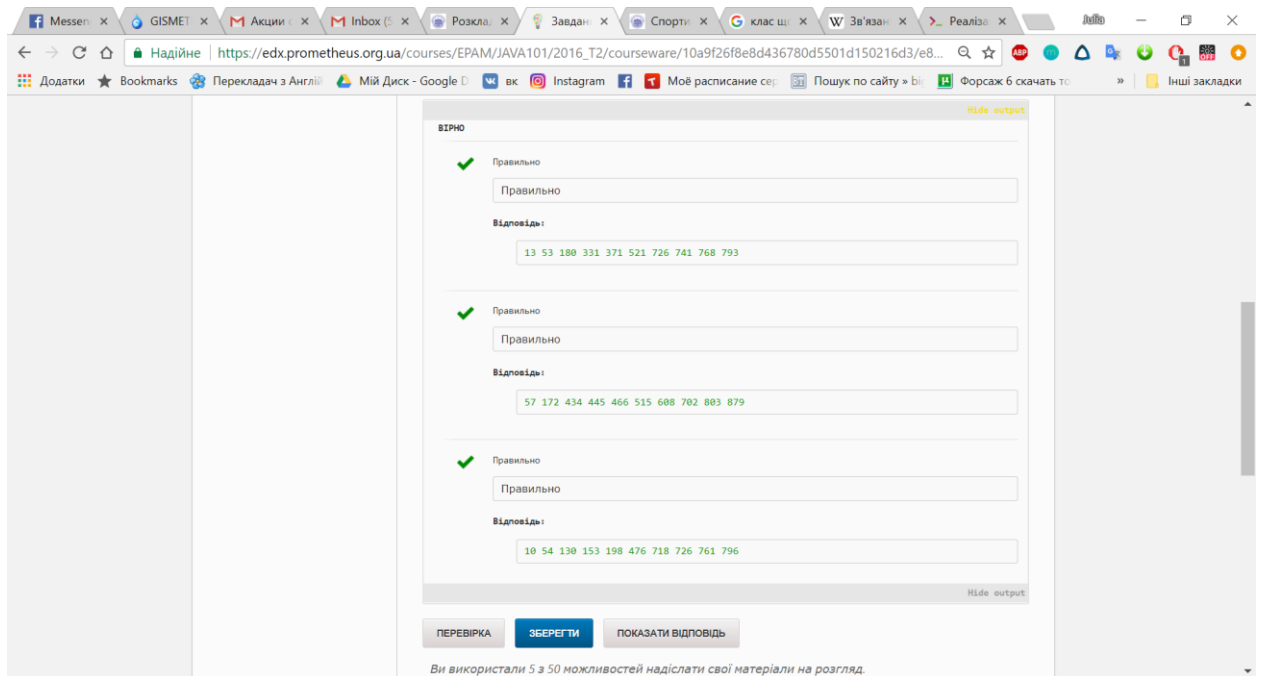 Messen GISMET Акции Inbox (5 Розкла Завдан Спорти клас що Зв'язан Реаліза Julia
Надійне https://edx.prometheus.org.ua/courses/EPAM/JAVA101/2016_T2/courseware/10a9f26f8e8d436780d5501d150216d3/e8...
Додатки Bookmarks Перекладач з Англій Мій Диск - Google D вк Instagram Моё расписание сер Пошук по сайту » bi Форсаж 6 скачать то » Інші закладки
Hide output
ВІРНО
Правильно
Правильно
Відповідь:
13 53 180 331 371 521 726 741 768 793
Правильно
Правильно
Відповідь:
57 172 434 445 466 515 608 702 803 879
Правильно
Правильно
Відповідь:
10 54 130 153 198 476 718 726 761 796
Hide output
ПЕРЕВІРКА ЗБЕРЕГТИ ПОКАЗАТИ ВІДПОВІДЬ
Ви використали 5 з 50 можливостей надіслати свої матеріали на розгляд.